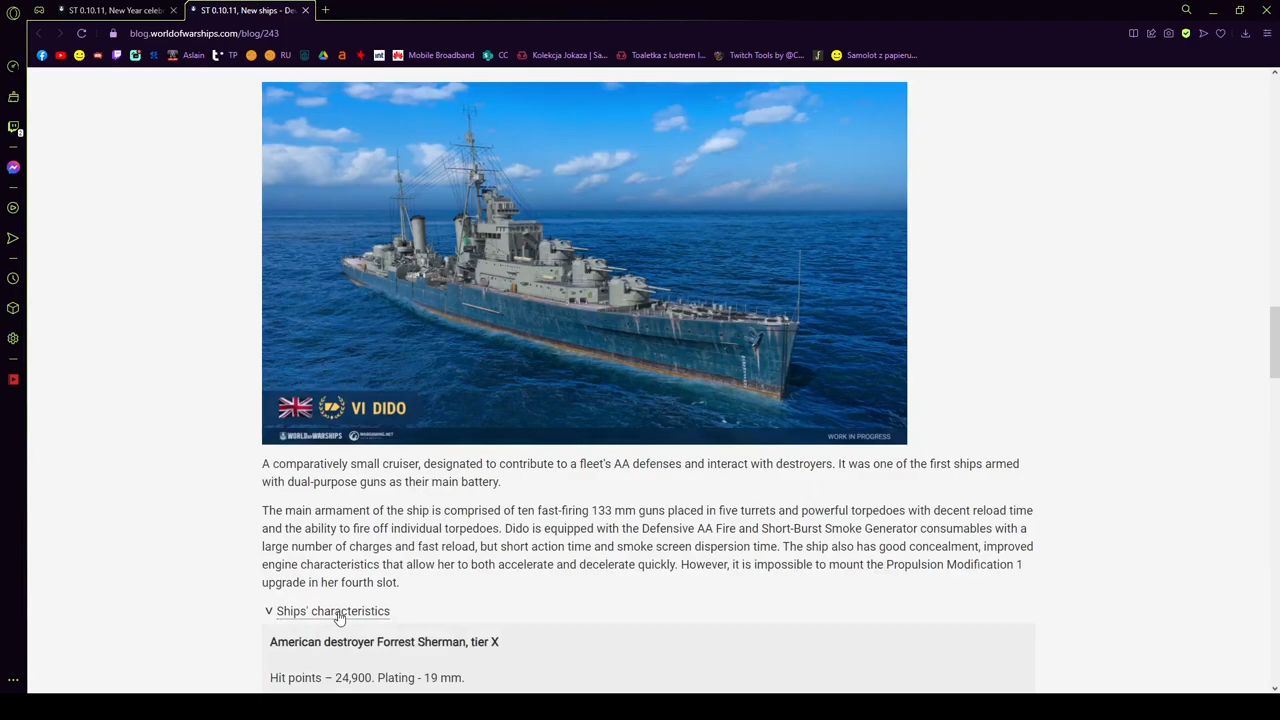 ST 0.10.11, New Year celeb
ST 0.10.11, New ships - De
blog.worldofwarships.com/blog/243
Aslain
TP
RU
int
Mobile Broadband
CC
Kolekcja Jokaza | Sa...
Toaletka z lustrem I...
Twitch Tools by @C...
Samolot z papieru...
2
VI DIDO
WORLD OF WARSHIPS
WARGAMING.NET
WORK IN PROGRESS
A comparatively small cruiser, designated to contribute to a fleet's AA defenses and interact with destroyers. It was one of the first ships armed
with dual-purpose guns as their main battery.
The main armament of the ship is comprised of ten fast-firing 133 mm guns placed in five turrets and powerful torpedoes with decent reload time
and the ability to fire off individual torpedoes. Dido is equipped with the Defensive AA Fire and Short-Burst Smoke Generator consumables with a
large number of charges and fast reload, but short action time and smoke screen dispersion time. The ship also has good concealment, improved
engine characteristics that allow her to both accelerate and decelerate quickly. However, it is impossible to mount the Propulsion Modification 1
upgrade in her fourth slot.
Ships' characteristics
American destroyer Forrest Sherman, tier X
Hit points – 24,900. Plating - 19 mm.